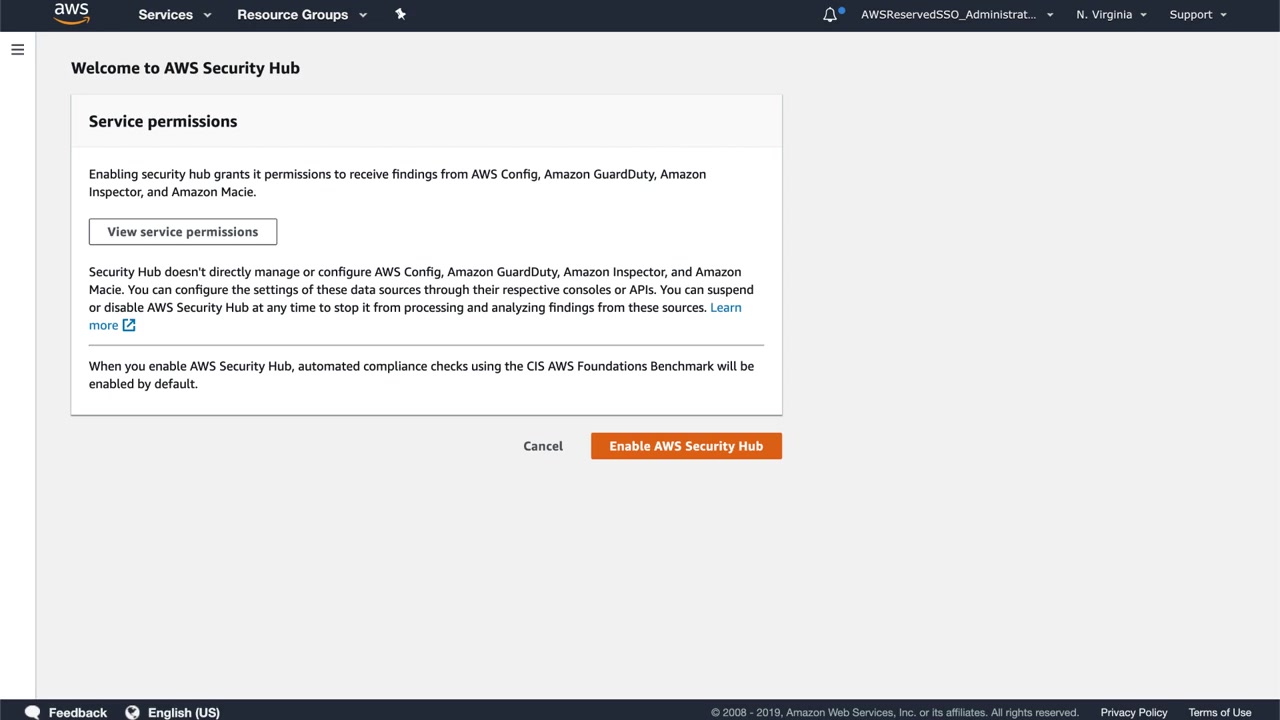 aws Services Resource Groups AWSReservedSSO_Administrat... N. Virginia Support
Welcome to AWS Security Hub
Service permissions
Enabling security hub grants it permissions to receive findings from AWS Config, Amazon GuardDuty, Amazon
Inspector, and Amazon Macie.
View service permissions
Security Hub doesn't directly manage or configure AWS Config, Amazon GuardDuty, Amazon Inspector, and Amazon
Macie. You can configure the settings of these data sources through their respective consoles or APIs. You can suspend
or disable AWS Security Hub at any time to stop it from processing and analyzing findings from these sources. Learn
more
When you enable AWS Security Hub, automated compliance checks using the CIS AWS Foundations Benchmark will be
enabled by default.
Cancel Enable AWS Security Hub
Feedback English (US) © 2008 - 2019, Amazon Web Services, Inc. or its affiliates. All rights reserved. Privacy Policy Terms of Use